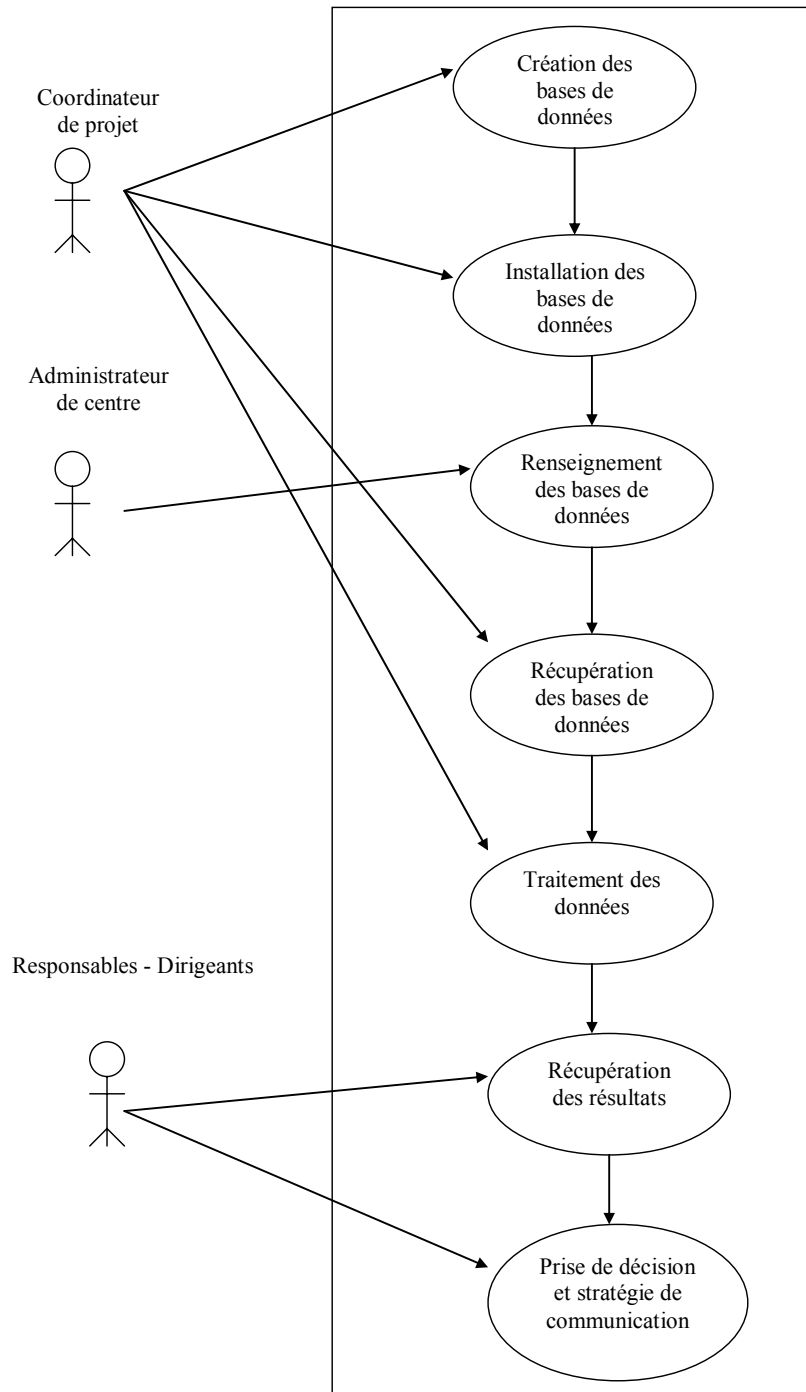 Création des
bases de
données
Coordinateur
de projet
Installation des
bases de
données
Administrateur
de centre
Renseignement
des bases de
données
Récupération
des bases de
données
Traitement des
données
Responsables - Dirigeants
Récupération
des résultats
Prise de décision
et stratégie de
communication